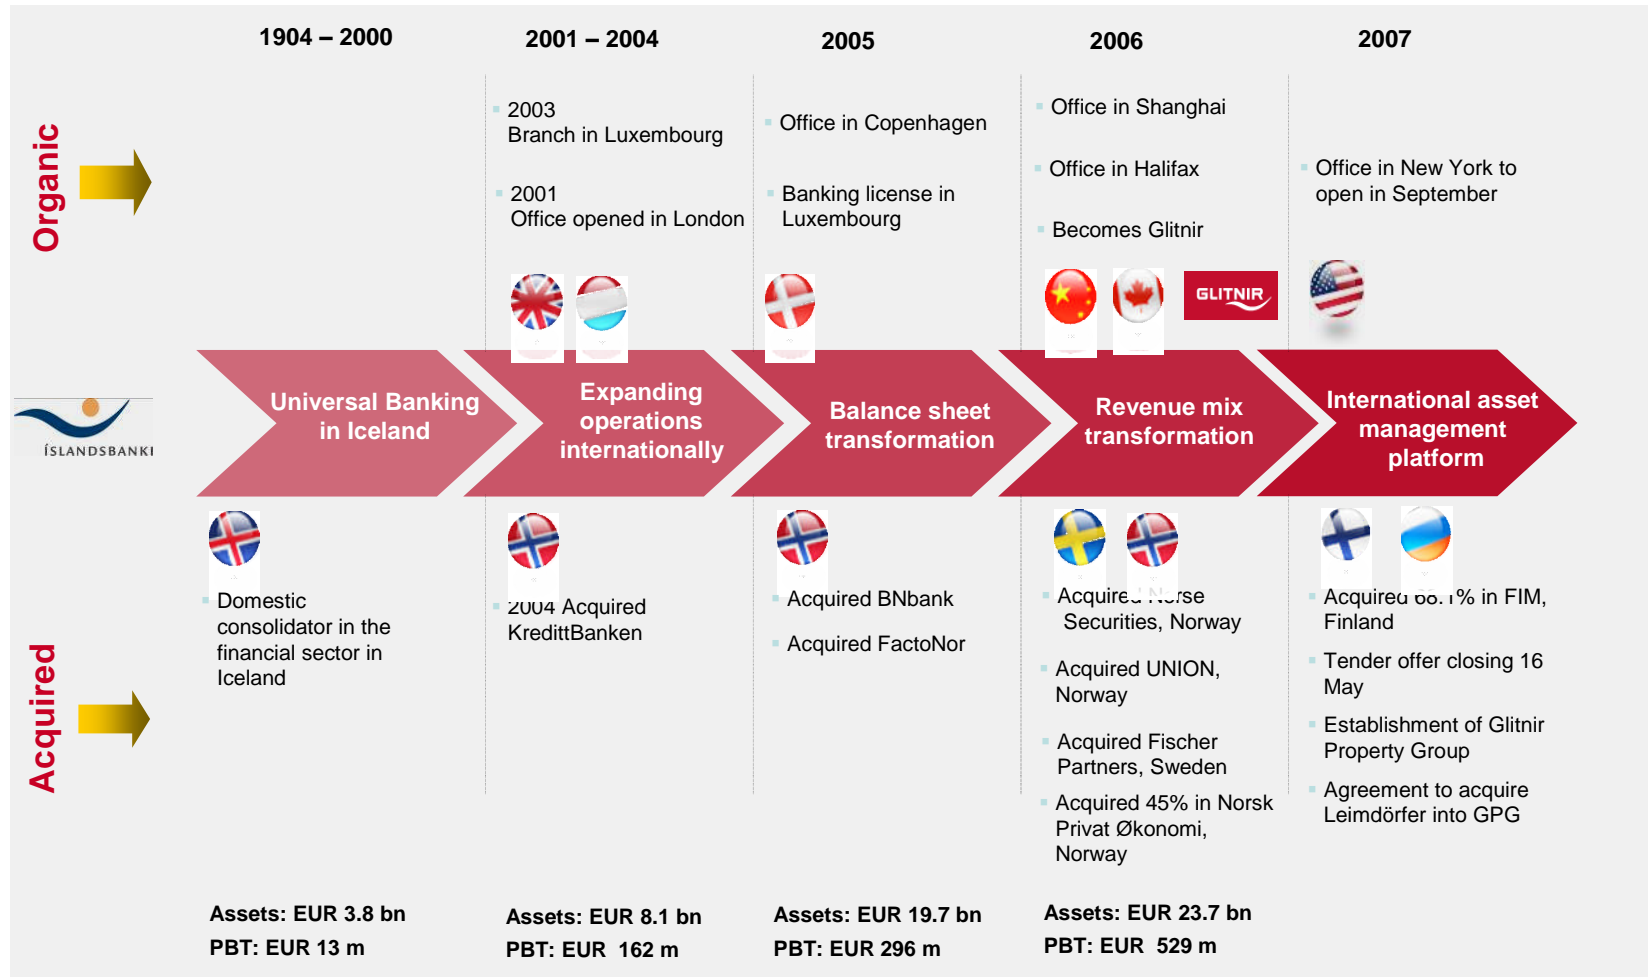 1904 – 2000
2001 – 2004
2005
2006
2007
Organic
2003
Branch in Luxembourg
2001
Office opened in London
Office in Copenhagen
Banking license in
Luxembourg
Office in Shanghai
Office in Halifax
Becomes Glitnir
GLITNIR
Office in New York to
open in September
ÍSLANDSBANKI
Universal Banking
in Iceland
Expanding
operations
internationally
Balance sheet
transformation
Revenue mix
transformation
International asset
management
platform
Acquired
Domestic
consolidator in the
financial sector in
Iceland
2004 Acquired
KredittBanken
Acquired BNbank
Acquired FactoNor
Acquired Norse
Securities, Norway
Acquired UNION,
Norway
Acquired Fischer
Partners, Sweden
Acquired 45% in Norsk
Privat Økonomi,
Norway
Acquired 68.1% in FIM,
Finland
Tender offer closing 16
May
Establishment of Glitnir
Property Group
Agreement to acquire
Leimdörfer into GPG
Assets: EUR 3.8 bn
PBT: EUR 13 m
Assets: EUR 8.1 bn
PBT: EUR 162 m
Assets: EUR 19.7 bn
PBT: EUR 296 m
Assets: EUR 23.7 bn
PBT: EUR 529 m